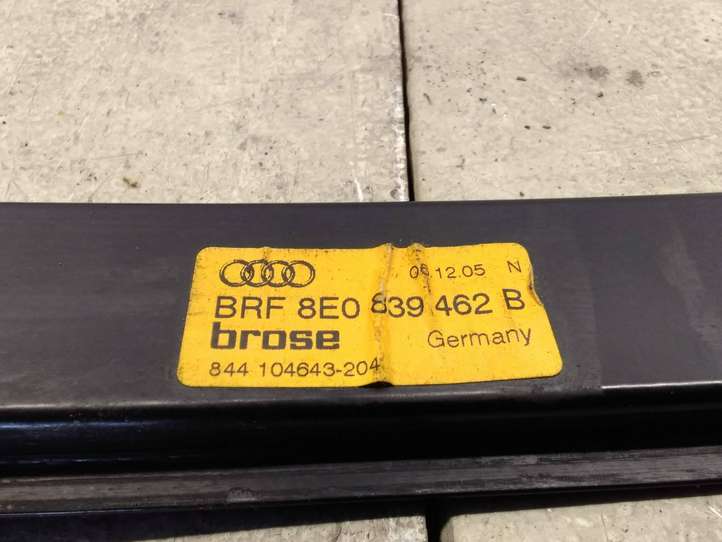 06.12.05 N
BRF 8E0 839 462 B
brose
Germany
844 104643-204